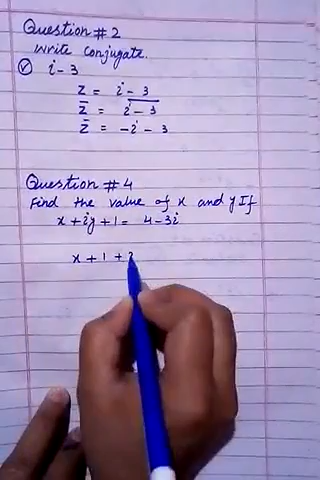 Question # 2
Write conjugate.
v i - 3
z = i - 3
z̅ = i̅ ̅-̅ ̅3̅
z̅ = -i - 3
Question # 4
Find the value of x and y If
x + iy + 1 = 4 - 3i
x + 1 +